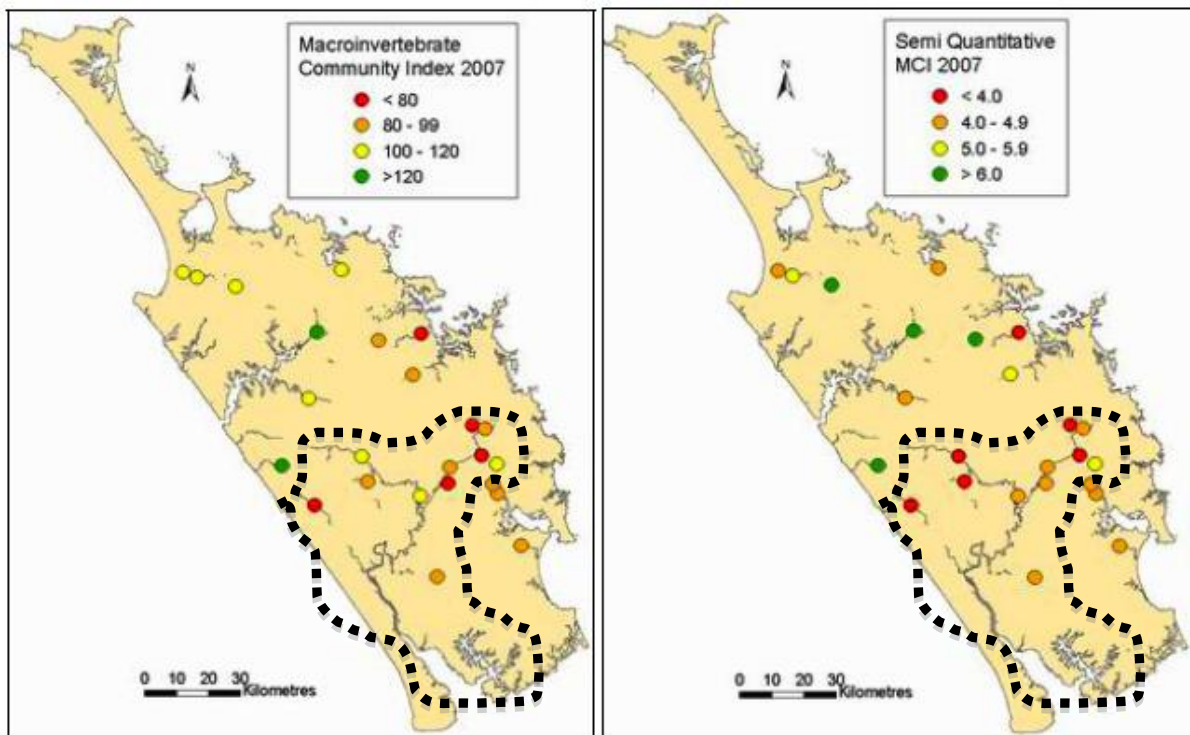 Macroinvertebrate
Community Index 2007
< 80
80 - 99
100 - 120
>120
N
0 10 20 30
Kilometres
Semi Quantitative
MCI 2007
< 4.0
4.0 - 4.9
5.0 - 5.9
> 6.0
N
0 10 20 30
Kilometres